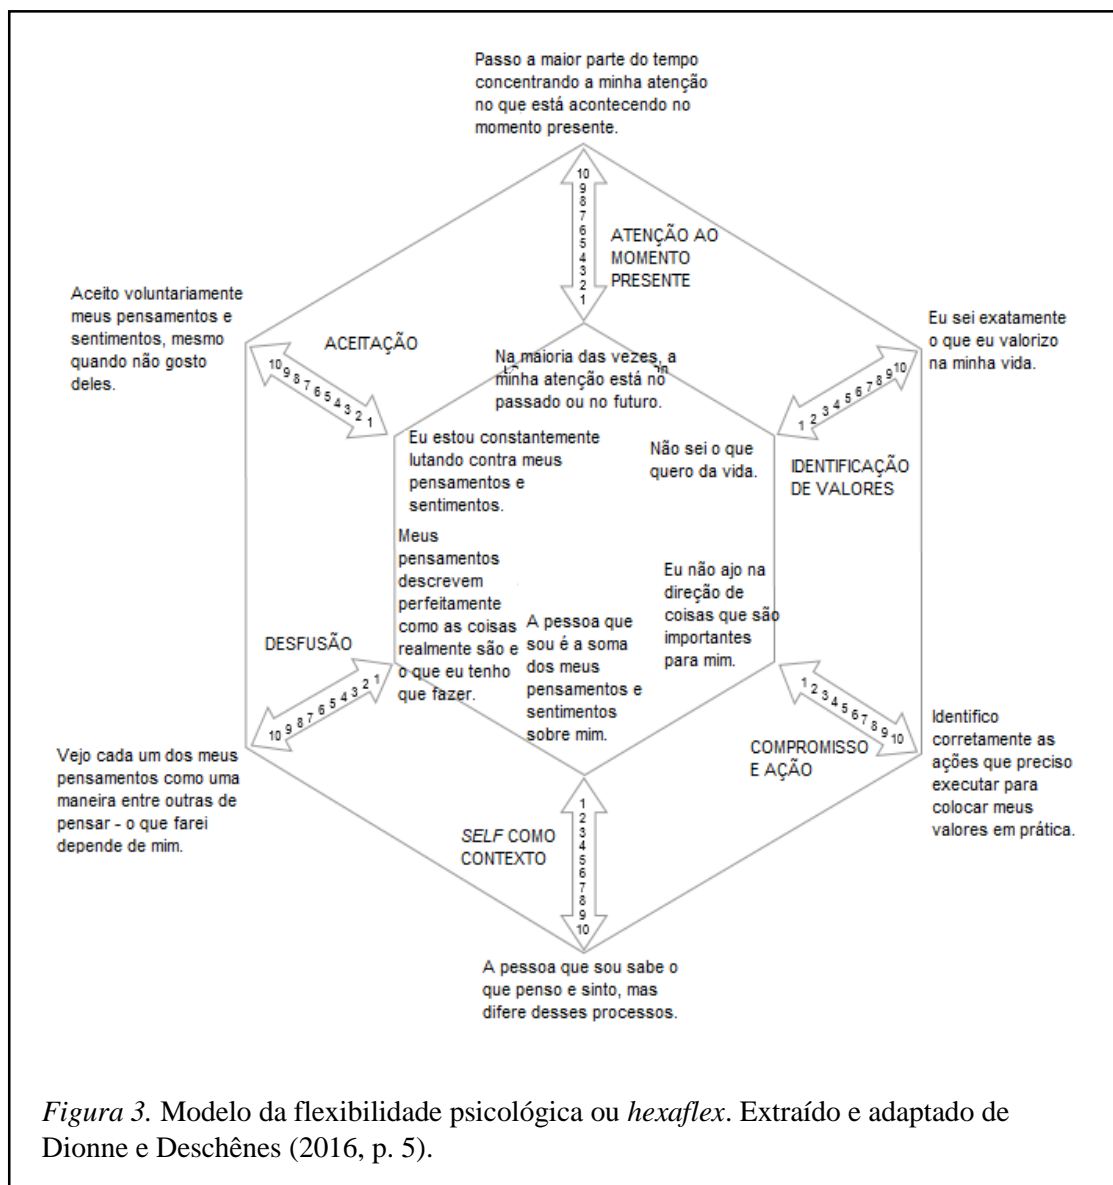 Passo a maior parte do tempo
concentrando a minha atenção
no que está acontecendo no
momento presente.
10
9
8
7
6
5
4
3
2
1
ATENÇÃO AO
MOMENTO
PRESENTE
Aceito voluntariamente
meus pensamentos e
sentimentos, mesmo
quando não gosto
deles.
ACEITAÇÃO
10 9 8 7 6 5 4 3 2 1
Eu sei exatamente
o que eu valorizo
na minha vida.
1 2 3 4 5 6 7 8 9 10
IDENTIFICAÇÃO
DE VALORES
Na maioria das vezes, a
minha atenção está no
passado ou no futuro.
Eu estou constantemente
lutando contra meus
pensamentos e
sentimentos.
Não sei o que
quero da vida.
Meus
pensamentos
descrevem
perfeitamente
como as coisas
realmente são e
o que eu tenho
que fazer.
A pessoa que
sou é a soma
dos meus
pensamentos e
sentimentos
sobre mim.
Eu não ajo na
direção de
coisas que são
importantes
para mim.
DESFUSÃO
10 9 8 7 6 5 4 3 2 1
Vejo cada um dos meus
pensamentos como uma
maneira entre outras de
pensar - o que farei
depende de mim.
1 2 3 4 5 6 7 8 9 10
COMPROMISSO
E AÇÃO
Identifico
corretamente as
ações que preciso
executar para
colocar meus
valores em prática.
SELF COMO
CONTEXTO
1
2
3
4
5
6
7
8
9
10
A pessoa que sou sabe o
que penso e sinto, mas
difere desses processos.
Figura 3. Modelo da flexibilidade psicológica ou hexaflex. Extraído e adaptado de
Dionne e Deschênes (2016, p. 5).